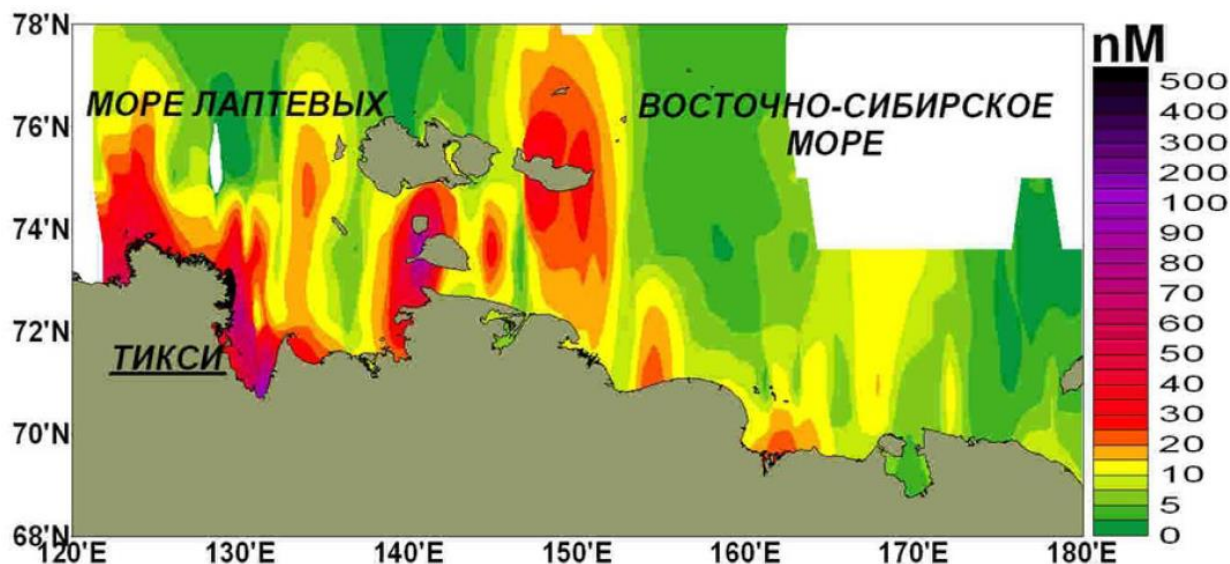 78'N
76'N
74'N
72'N
70'N
68'N
МОРЕ ЛАПТЕВЫХ
ВОСТОЧНО-СИБИРСКОЕ
МОРЕ
ТИКСИ
120'E 130'E 140'E 150'E 160'E 170'E 180'E
nM
500
400
300
200
100
90
80
70
60
50
40
30
20
10
5
0